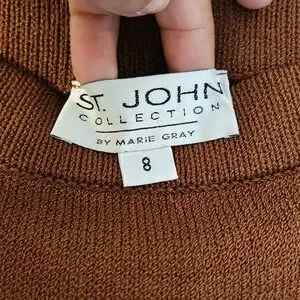 ST. JOHN
COLLECTION
BY MARIE GRAY
8